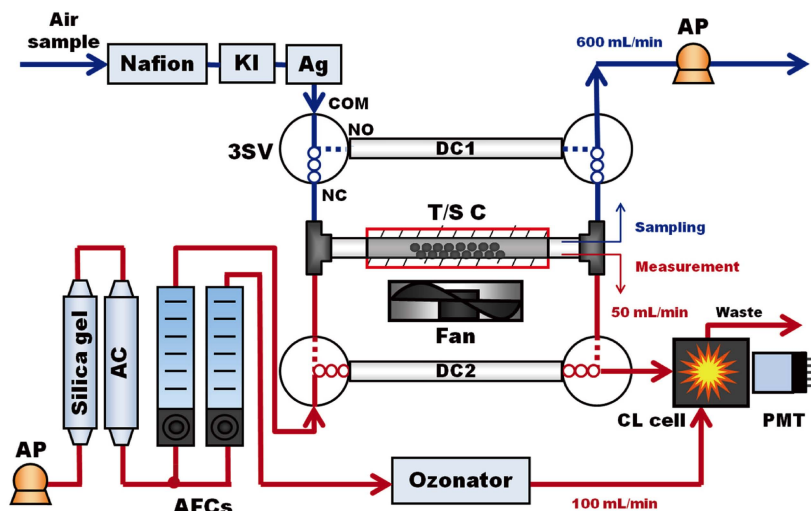 Air
sample
Nafion
KI
Ag
COM
NO
3SV
NC
DC1
600 mL/min
AP
T/S C
Sampling
Measurement
Fan
50 mL/min
Waste
DC2
CL cell
PMT
Silica gel
AC
AP
AFCs
Ozonator
100 mL/min